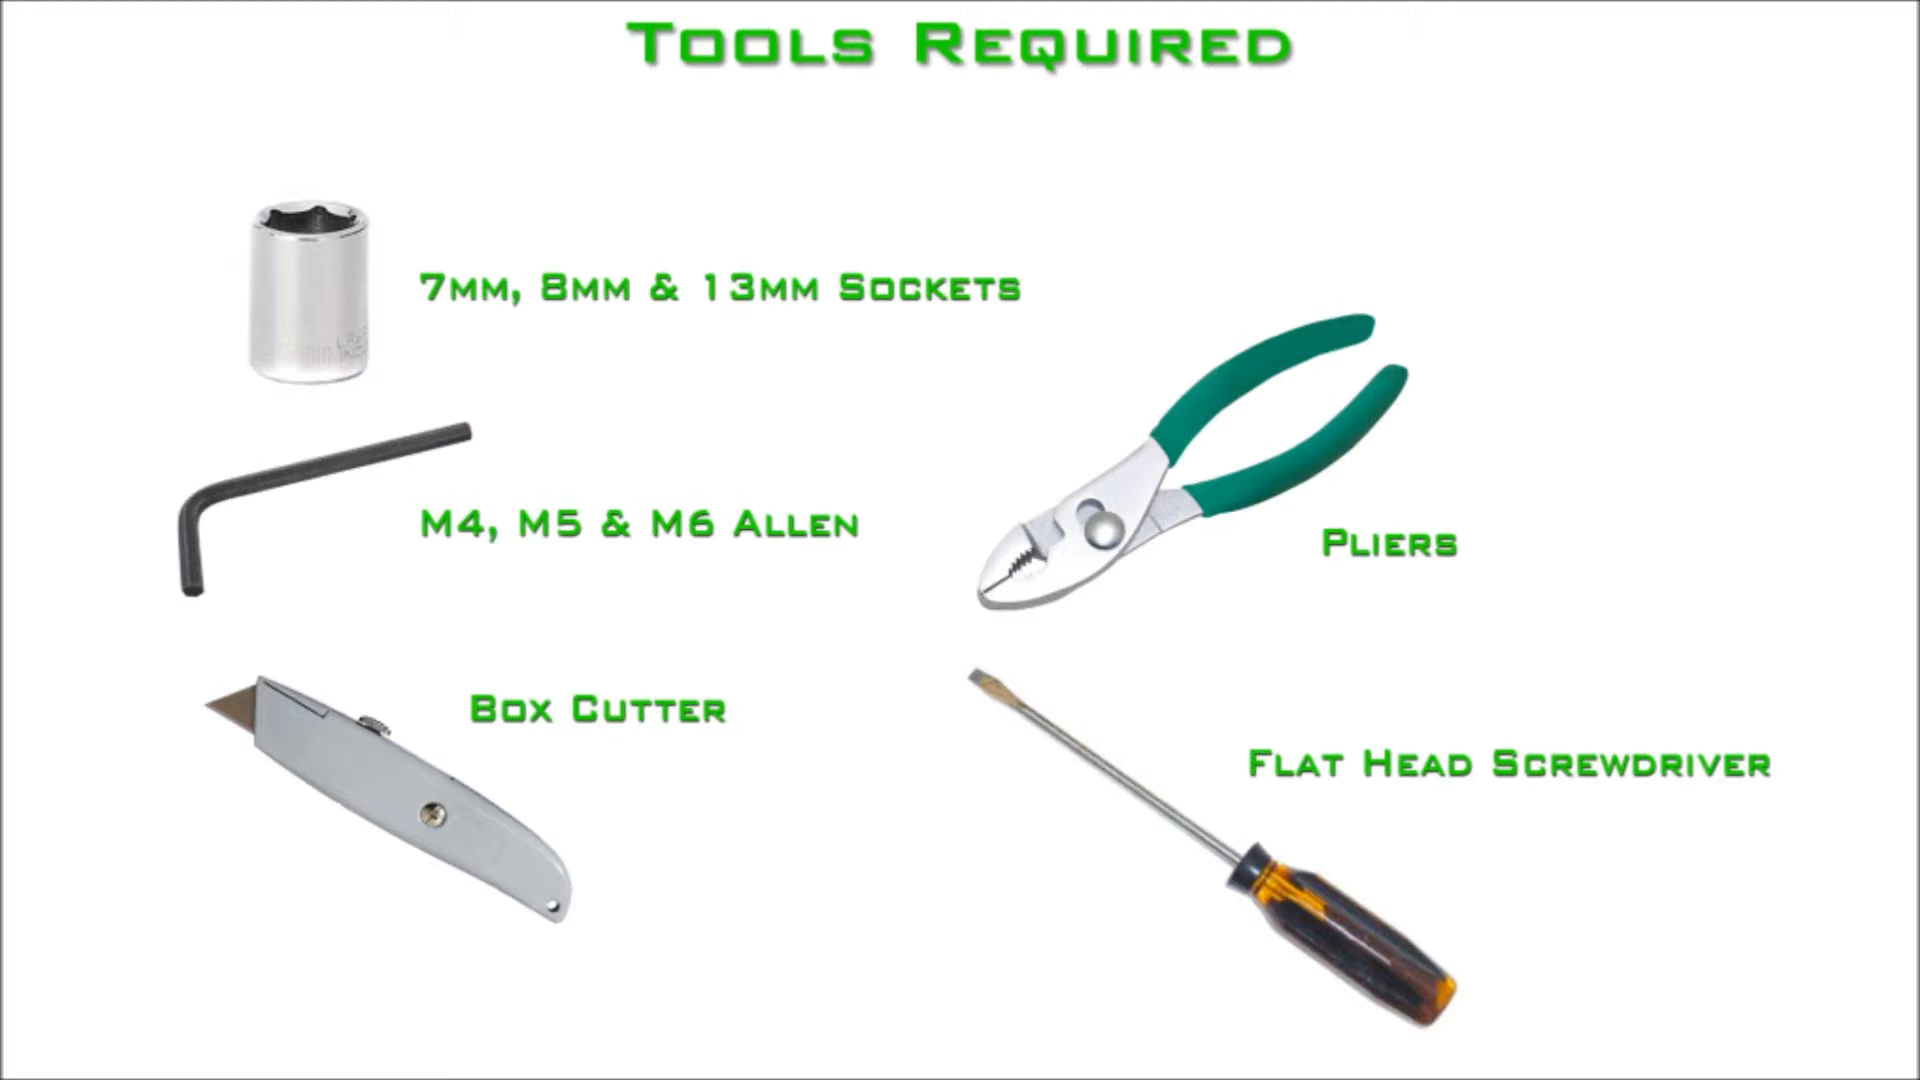 Tools Required
7mm, 8mm & 13mm Sockets
M4, M5 & M6 Allen
Pliers
Box Cutter
Flat Head Screwdriver